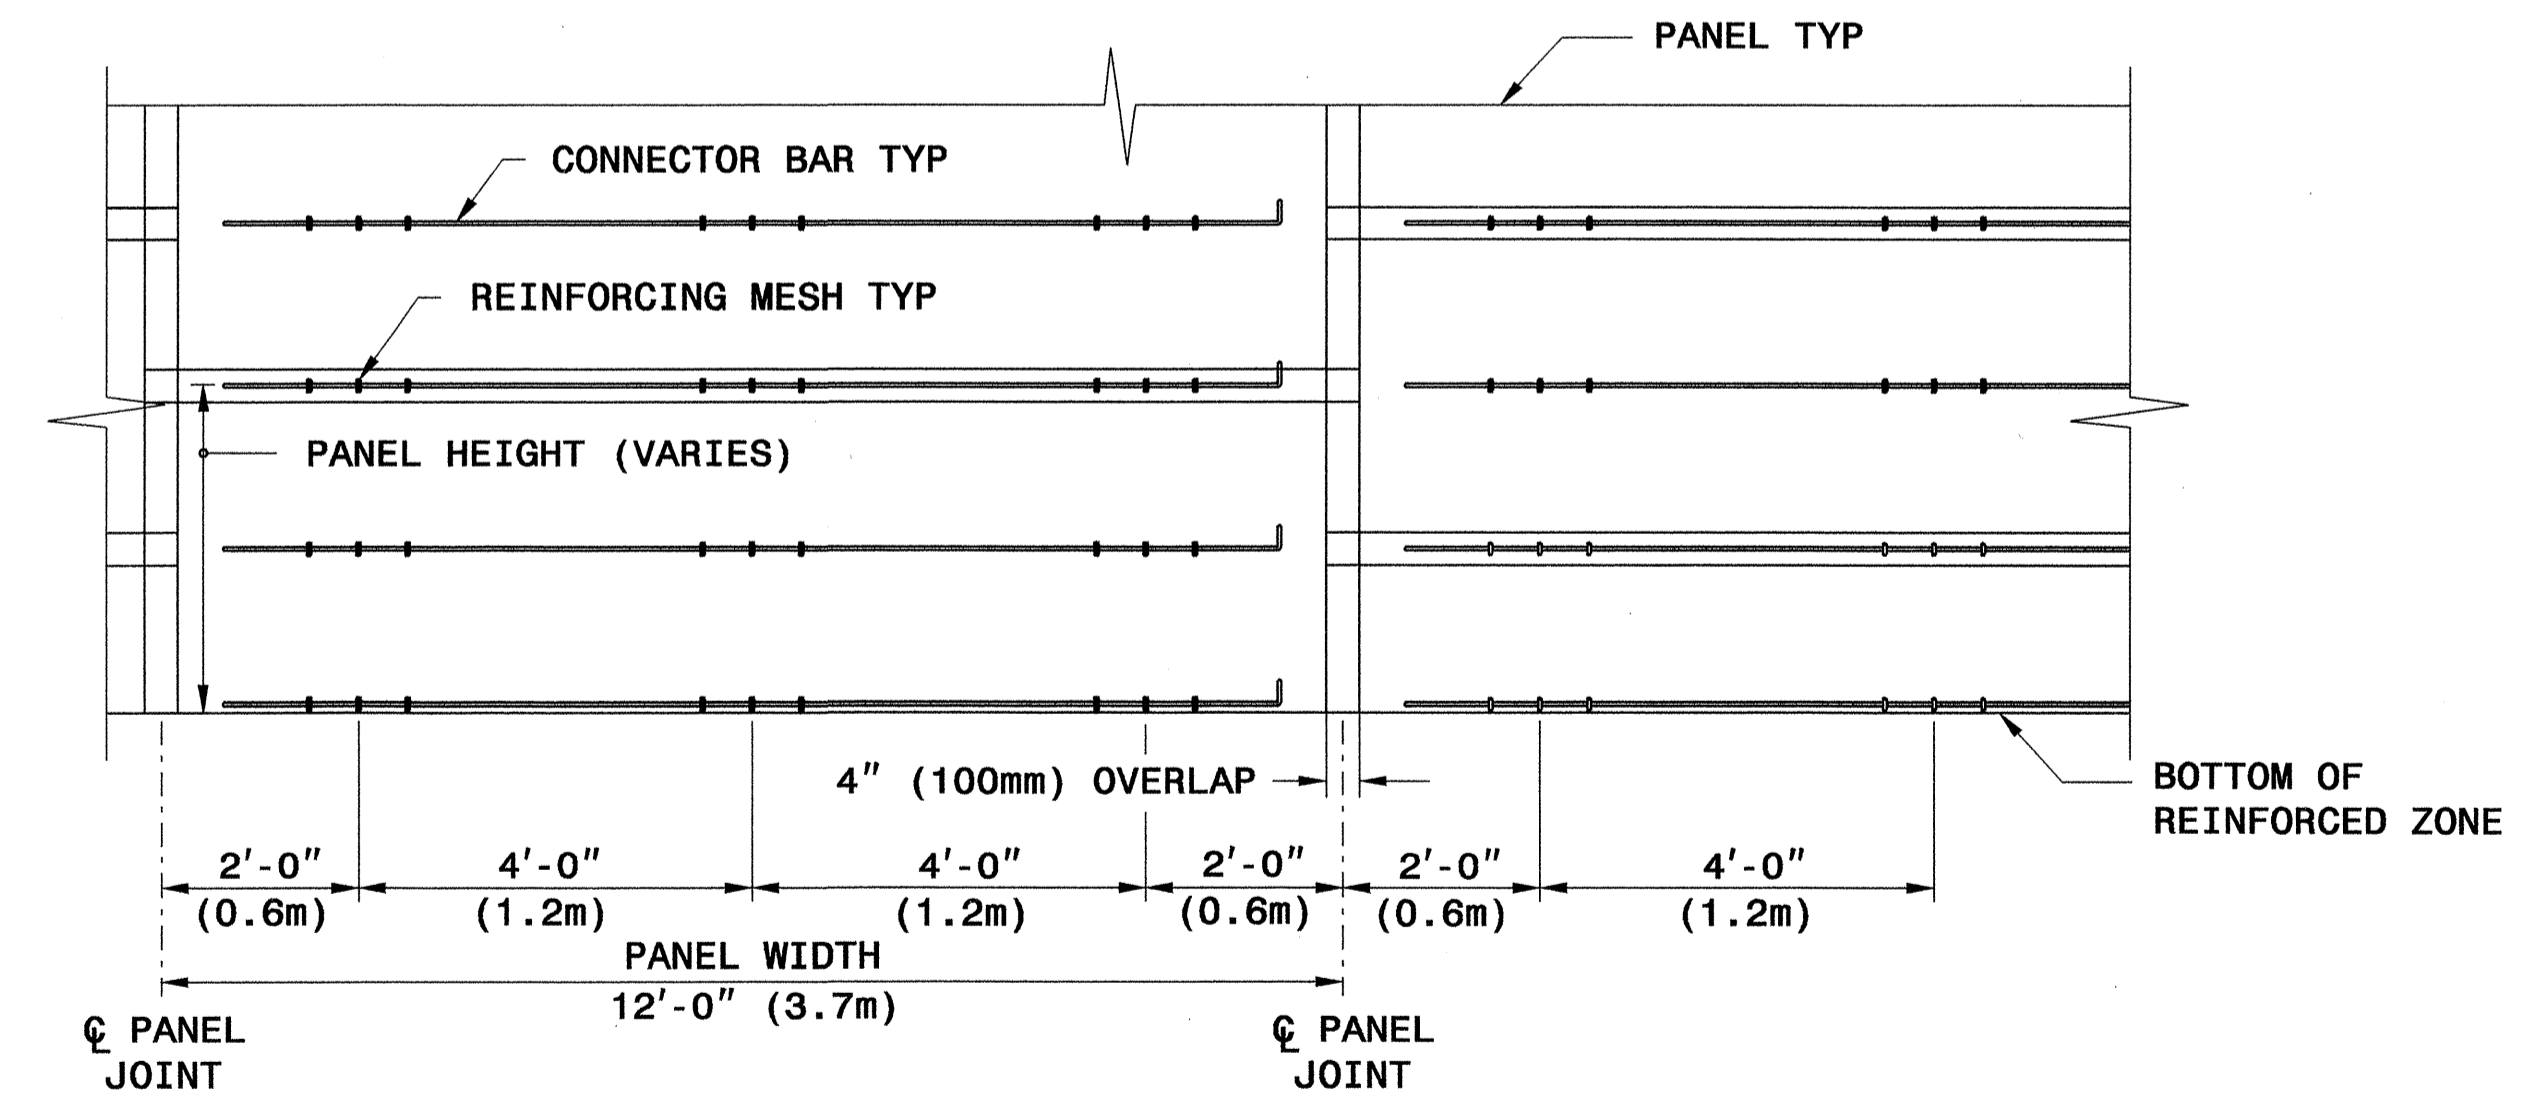 PANEL TYP
CONNECTOR BAR TYP
REINFORCING MESH TYP
PANEL HEIGHT (VARIES)
4" (100mm) OVERLAP
BOTTOM OF
REINFORCED ZONE
2'-0" 4'-0" 4'-0" 2'-0" 2'-0" 4'-0"
(0.6m) (1.2m) (1.2m) (0.6m) (0.6m) (1.2m)
PANEL WIDTH
12'-0" (3.7m)
℄ PANEL
JOINT
℄ PANEL
JOINT